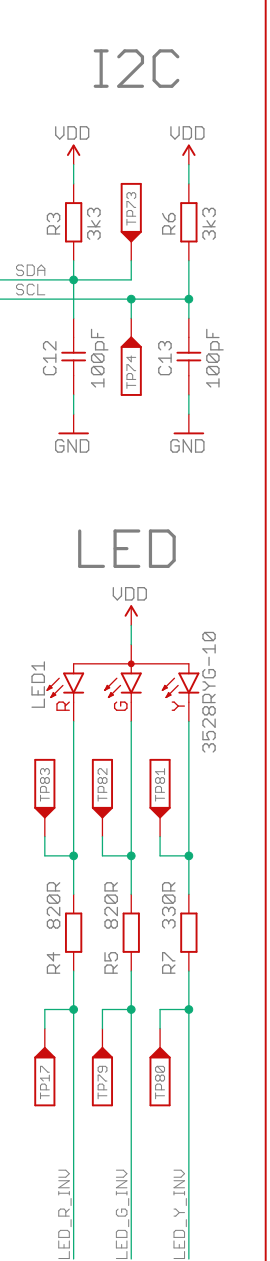 I2C
VDD
VDD
R3
3k3
TP73
R6
3k3
SDA
SCL
C12
100pF
TP74
C13
100pF
GND
GND
LED
VDD
LED1
R
G
Y
3528RYG-10
TP83
TP82
TP81
820R
820R
330R
R4
R5
R7
TP17
TP79
TP80
LED_R_INV
LED_G_INV
LED_Y_INV